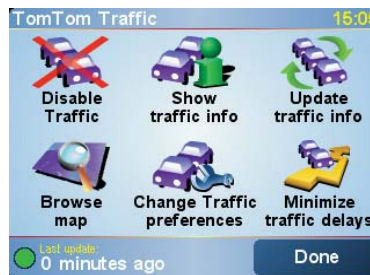 TomTom Traffic 15:05
Disable
Traffic
Show
traffic info
Update
traffic info
Browse
map
Change Traffic
preferences
Minimize
traffic delays
Last update:
0 minutes ago
Done